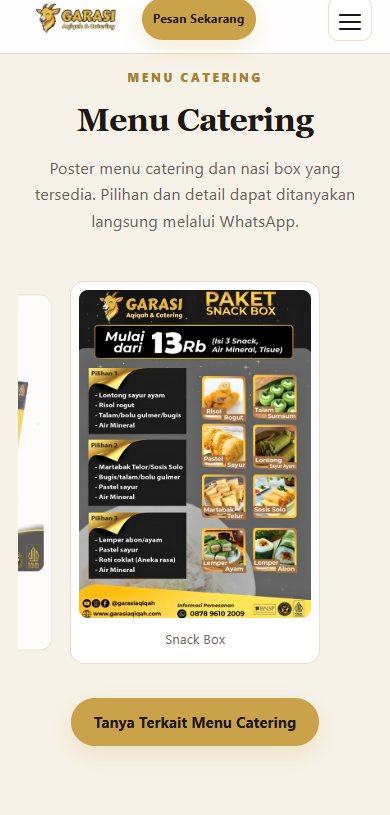 GARASI
Aqiqah & Catering
Pesan Sekarang
MENU CATERING
Menu Catering
Poster menu catering dan nasi box yang
tersedia. Pilihan dan detail dapat ditanyakan
langsung melalui WhatsApp.
GARASI
Aqiqah & Catering
PAKET
SNACK BOX
Mulai
dari 13Rb
(Isi 3 Snack,
Air Mineral, Tisue)
Pilihan 1
- Lontong sayur ayam
- Risol rogut
- Talam/bolu gulmer/bugis
- Air Mineral
Pilihan 2
- Martabak Telor/Sosis Solo
- Bugis/talam/bolu gulmer
- Pastel sayur
- Air Mineral
Pilihan 3
- Lemper abon/ayam
- Pastel sayur
- Roti coklat (Aneka rasa)
- Air Mineral
Risol
Rogut
Talam
Sumsum
Pastel
Sayur
Lontong
Sayur Ayam
Martabak
Telur
Sosis Solo
Lemper
Ayam
Lemper
Abon
@garasiaqiqah
www.garasiaqiqah.com
Informasi Pemasanan
0878 9610 2009
BNSP
Snack Box
Tanya Terkait Menu Catering